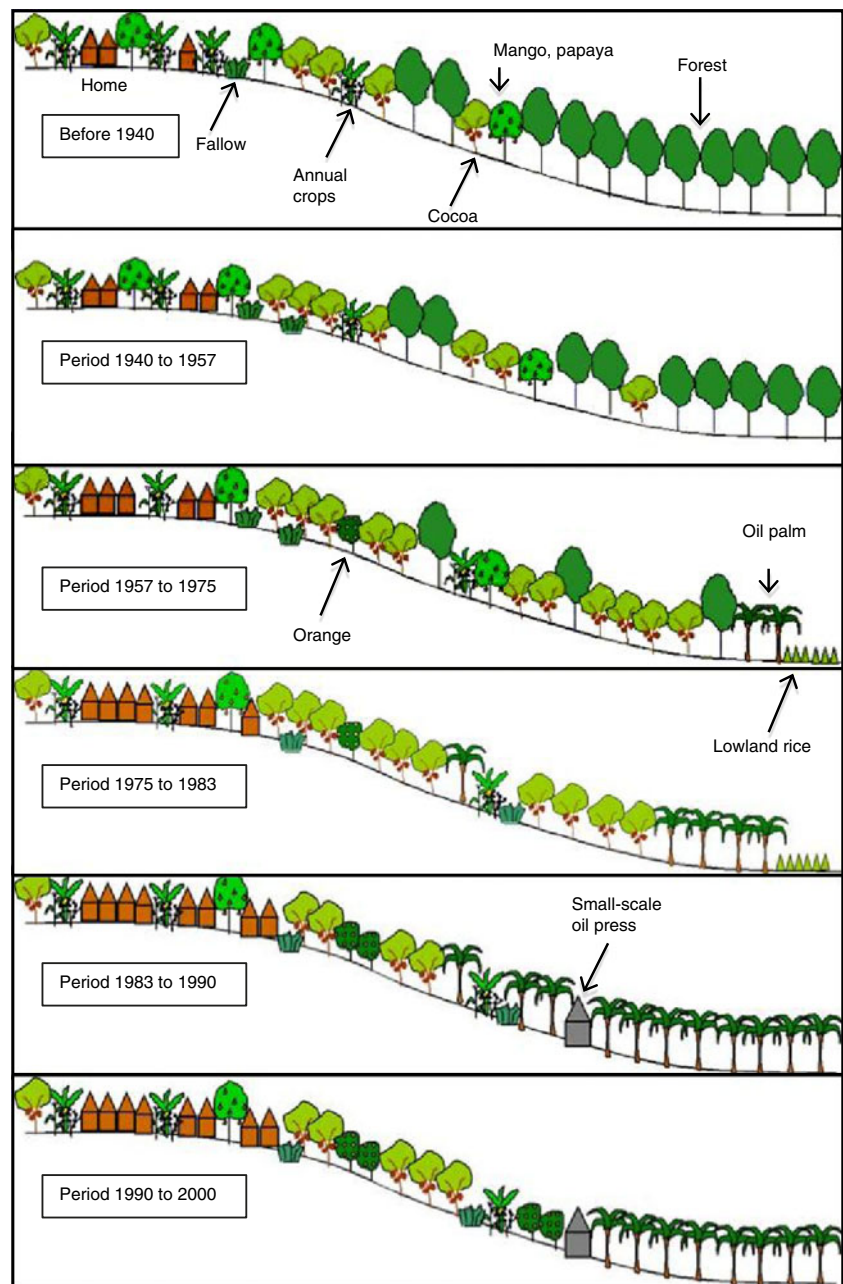 Mango, papaya
Forest
Home
Before 1940
Fallow
Annual
crops
Cocoa
Period 1940 to 1957
Oil palm
Period 1957 to 1975
Orange
Lowland rice
Period 1975 to 1983
Small-scale
oil press
Period 1983 to 1990
Period 1990 to 2000